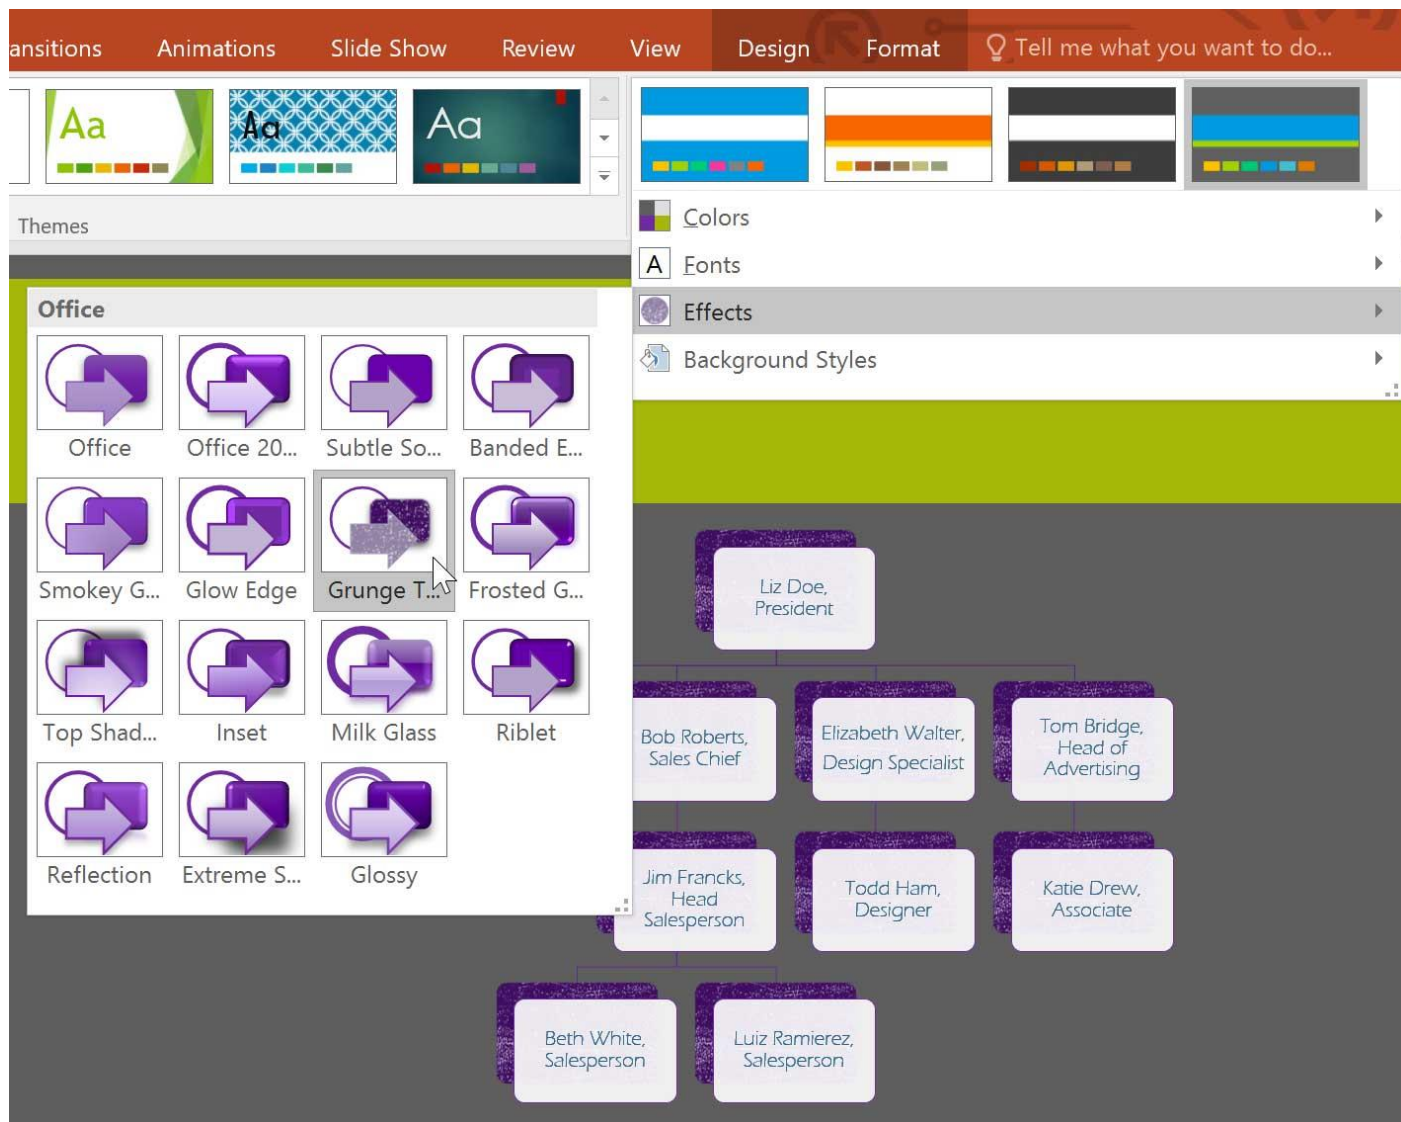 ansitions Animations Slide Show Review View Design Format Tell me what you want to do...
Aa Aa Aa
Themes
Colors
A Fonts
Effects
Background Styles
Office
Office Office 20... Subtle So... Banded E...
Smokey G... Glow Edge Grunge T... Frosted G...
Top Shad... Inset Milk Glass Riblet
Reflection Extreme S... Glossy
Liz Doe,
President
Bob Roberts,
Sales Chief
Elizabeth Walter,
Design Specialist
Tom Bridge,
Head of
Advertising
Jim Francks,
Head
Salesperson
Todd Ham,
Designer
Katie Drew,
Associate
Beth White,
Salesperson
Luiz Ramierez,
Salesperson